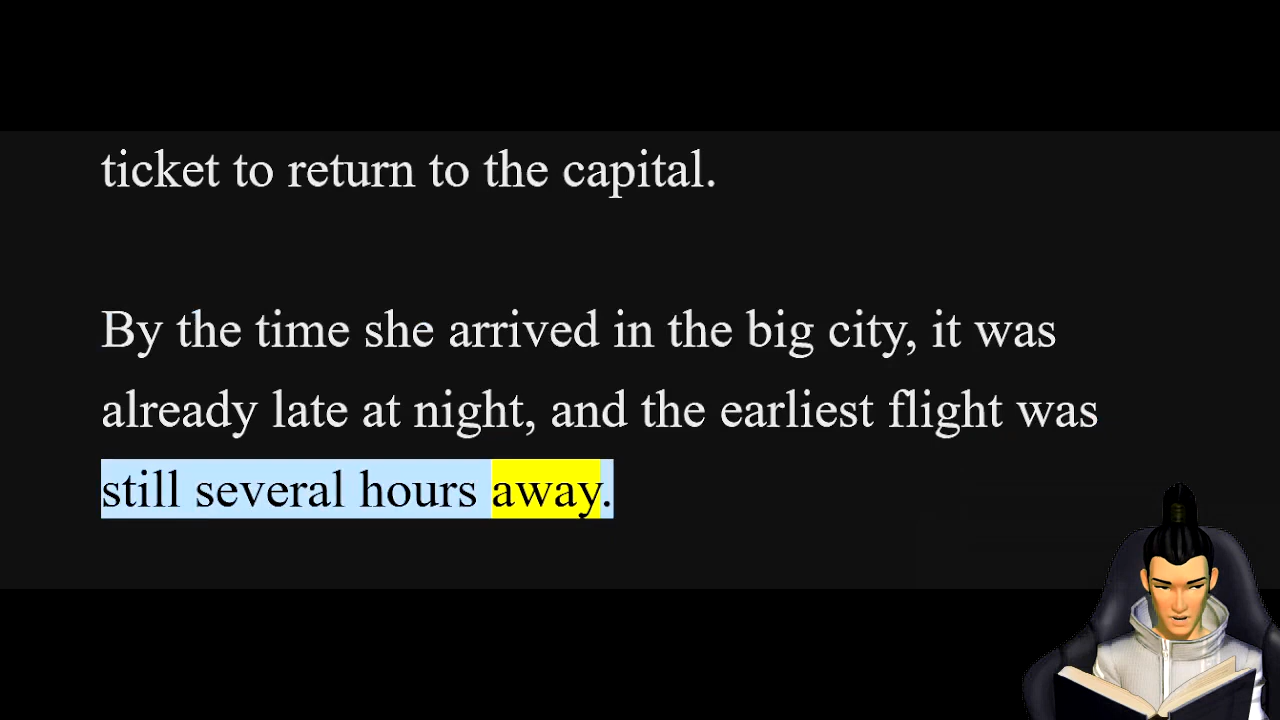 ticket to return to the capital.
By the time she arrived in the big city, it was
already late at night, and the earliest flight was
still several hours away.